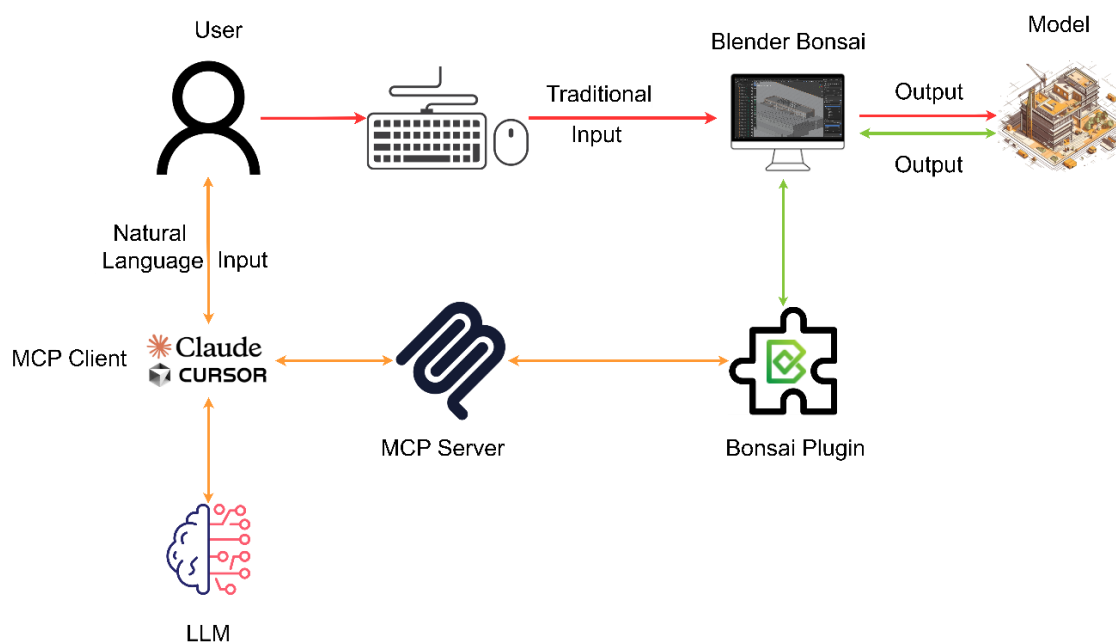 User
Blender Bonsai
Model
Traditional
Input
Output
Output
Natural
Language
Input
MCP Client
Claude
CURSOR
MCP Server
Bonsai Plugin
LLM